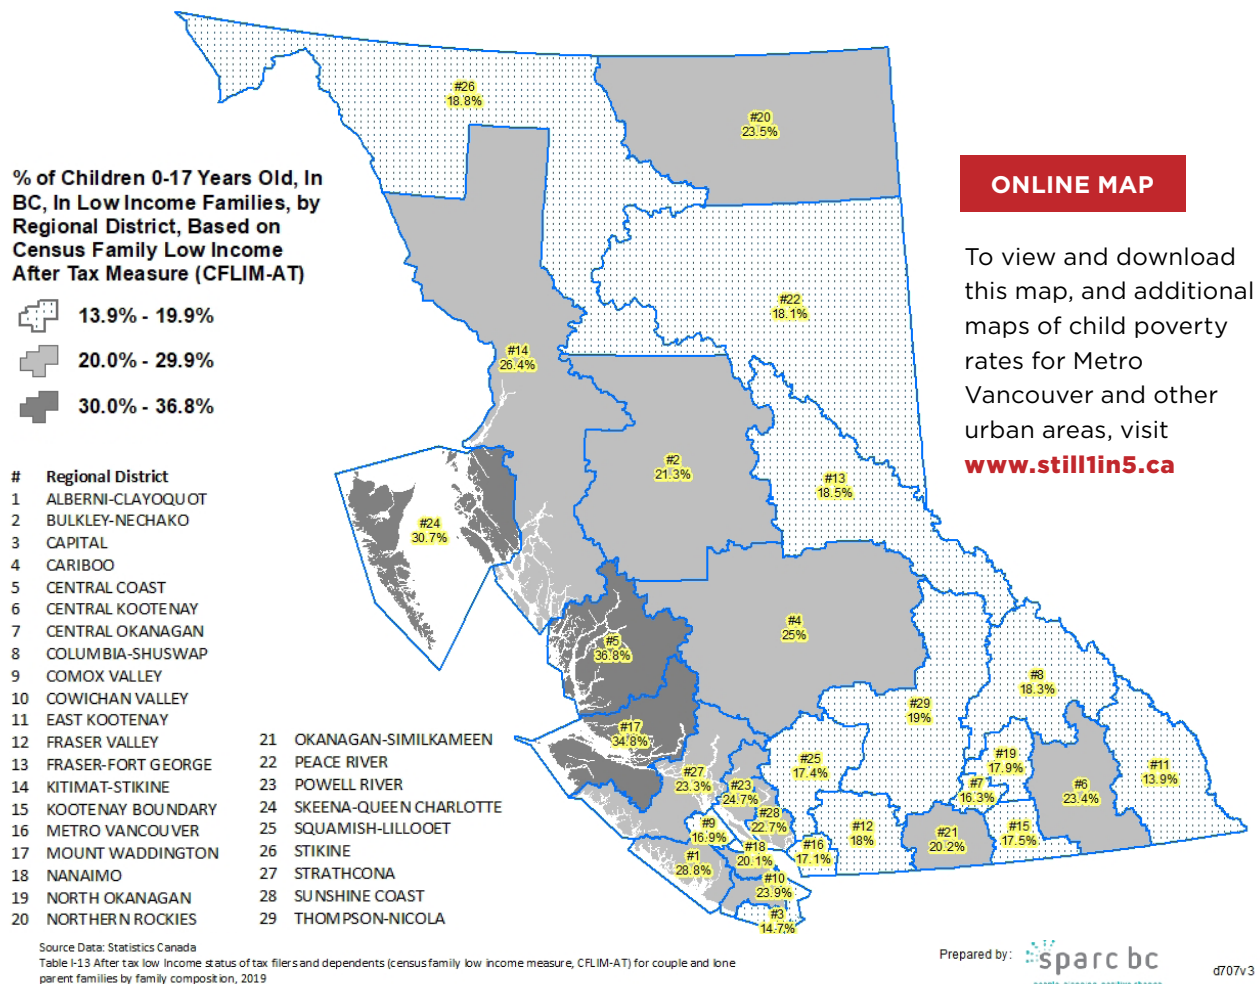 #26
18.8%
#20
23.5%
% of Children 0-17 Years Old, In
BC, In Low Income Families, by
Regional District, Based on
Census Family Low Income
After Tax Measure (CFLIM-AT)
13.9% - 19.9%
20.0% - 29.9%
30.0% - 36.8%
ONLINE MAP
To view and download
this map, and additional
maps of child poverty
rates for Metro
Vancouver and other
urban areas, visit
www.still1in5.ca
#22
18.1%
#14
26.4%
#2
21.3%
#13
18.5%
#24
30.7%
#4
25%
#5
36.8%
#8
18.3%
#29
19%
#17
34.8%
#25
17.4%
#19
17.9%
#11
13.9%
#27
23.3%
#23
24.7%
#7
16.3%
#6
23.4%
#28
22.7%
#9
16.9%
#12
18%
#21
20.2%
#15
17.5%
#16
17.1%
#18
20.1%
#1
28.8%
#10
23.9%
#3
14.7%
# Regional District
1 ALBERNI-CLAYOQUOT
2 BULKLEY-NECHAKO
3 CAPITAL
4 CARIBOO
5 CENTRAL COAST
6 CENTRAL KOOTENAY
7 CENTRAL OKANAGAN
8 COLUMBIA-SHUSWAP
9 COMOX VALLEY
10 COWICHAN VALLEY
11 EAST KOOTENAY
12 FRASER VALLEY
13 FRASER-FORT GEORGE
14 KITIMAT-STIKINE
15 KOOTENAY BOUNDARY
16 METRO VANCOUVER
17 MOUNT WADDINGTON
18 NANAIMO
19 NORTH OKANAGAN
20 NORTHERN ROCKIES
21 OKANAGAN-SIMILKAMEEN
22 PEACE RIVER
23 POWELL RIVER
24 SKEENA-QUEEN CHARLOTTE
25 SQUAMISH-LILLOOET
26 STIKINE
27 STRATHCONA
28 SUNSHINE COAST
29 THOMPSON-NICOLA
Source Data: Statistics Canada
Table I-13 After tax low Income status of tax filers and dependents (census family low income measure, CFLIM-AT) for couple and lone
parent families by family composition, 2019
Prepared by:
sparc bc
d707v3